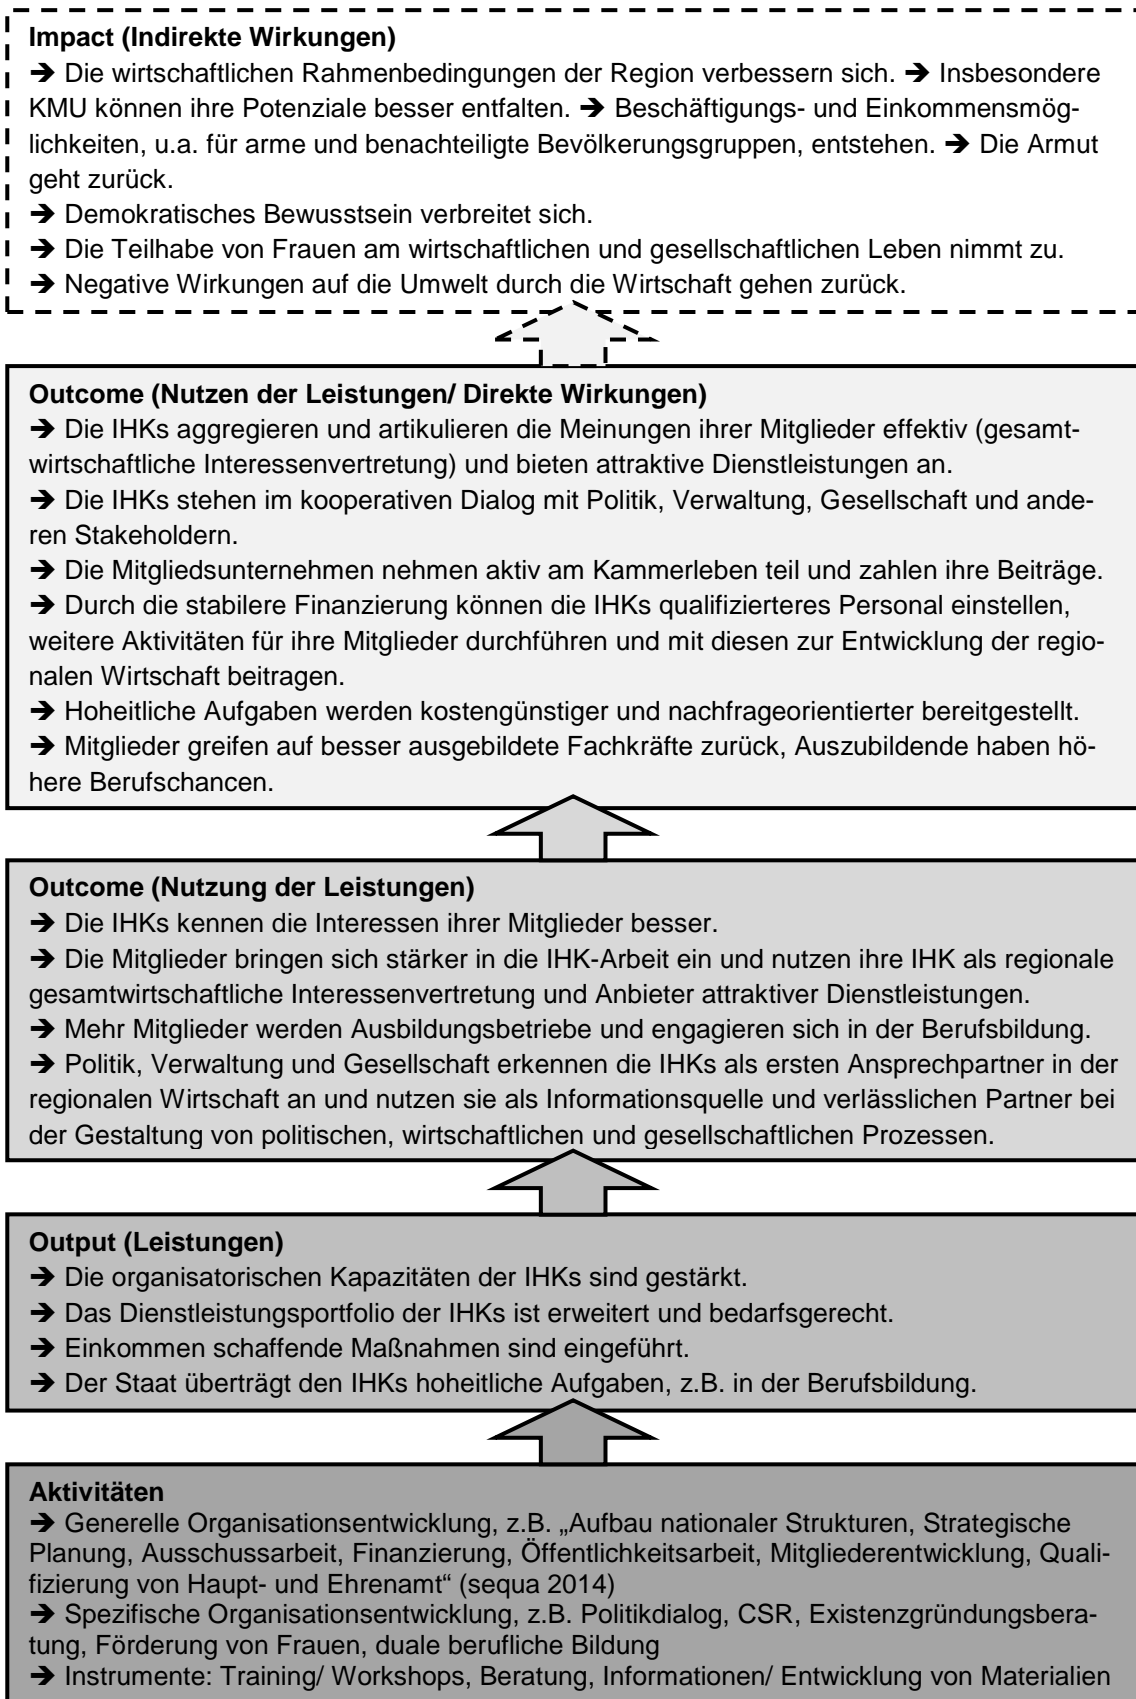 Impact (Indirekte Wirkungen)
➔ Die wirtschaftlichen Rahmenbedingungen der Region verbessern sich. ➔ Insbesondere
KMU können ihre Potenziale besser entfalten. ➔ Beschäftigungs- und Einkommensmög-
lichkeiten, u.a. für arme und benachteiligte Bevölkerungsgruppen, entstehen. ➔ Die Armut
geht zurück.
➔ Demokratisches Bewusstsein verbreitet sich.
➔ Die Teilhabe von Frauen am wirtschaftlichen und gesellschaftlichen Leben nimmt zu.
➔ Negative Wirkungen auf die Umwelt durch die Wirtschaft gehen zurück.
Outcome (Nutzen der Leistungen/ Direkte Wirkungen)
➔ Die IHKs aggregieren und artikulieren die Meinungen ihrer Mitglieder effektiv (gesamt-
wirtschaftliche Interessenvertretung) und bieten attraktive Dienstleistungen an.
➔ Die IHKs stehen im kooperativen Dialog mit Politik, Verwaltung, Gesellschaft und ande-
ren Stakeholdern.
➔ Die Mitgliedsunternehmen nehmen aktiv am Kammerleben teil und zahlen ihre Beiträge.
➔ Durch die stabilere Finanzierung können die IHKs qualifizierteres Personal einstellen,
weitere Aktivitäten für ihre Mitglieder durchführen und mit diesen zur Entwicklung der regio-
nalen Wirtschaft beitragen.
➔ Hoheitliche Aufgaben werden kostengünstiger und nachfrageorientierter bereitgestellt.
➔ Mitglieder greifen auf besser ausgebildete Fachkräfte zurück, Auszubildende haben hö-
here Berufschancen.
Outcome (Nutzung der Leistungen)
➔ Die IHKs kennen die Interessen ihrer Mitglieder besser.
➔ Die Mitglieder bringen sich stärker in die IHK-Arbeit ein und nutzen ihre IHK als regionale
gesamtwirtschaftliche Interessenvertretung und Anbieter attraktiver Dienstleistungen.
➔ Mehr Mitglieder werden Ausbildungsbetriebe und engagieren sich in der Berufsbildung.
➔ Politik, Verwaltung und Gesellschaft erkennen die IHKs als ersten Ansprechpartner in der
regionalen Wirtschaft an und nutzen sie als Informationsquelle und verlässlichen Partner bei
der Gestaltung von politischen, wirtschaftlichen und gesellschaftlichen Prozessen.
Output (Leistungen)
➔ Die organisatorischen Kapazitäten der IHKs sind gestärkt.
➔ Das Dienstleistungsportfolio der IHKs ist erweitert und bedarfsgerecht.
➔ Einkommen schaffende Maßnahmen sind eingeführt.
➔ Der Staat überträgt den IHKs hoheitliche Aufgaben, z.B. in der Berufsbildung.
Aktivitäten
➔ Generelle Organisationsentwicklung, z.B. „Aufbau nationaler Strukturen, Strategische
Planung, Ausschussarbeit, Finanzierung, Öffentlichkeitsarbeit, Mitgliederentwicklung, Quali-
fizierung von Haupt- und Ehrenamt“ (sequa 2014)
➔ Spezifische Organisationsentwicklung, z.B. Politikdialog, CSR, Existenzgründungsbera-
tung, Förderung von Frauen, duale berufliche Bildung
➔ Instrumente: Training/ Workshops, Beratung, Informationen/ Entwicklung von Materialien